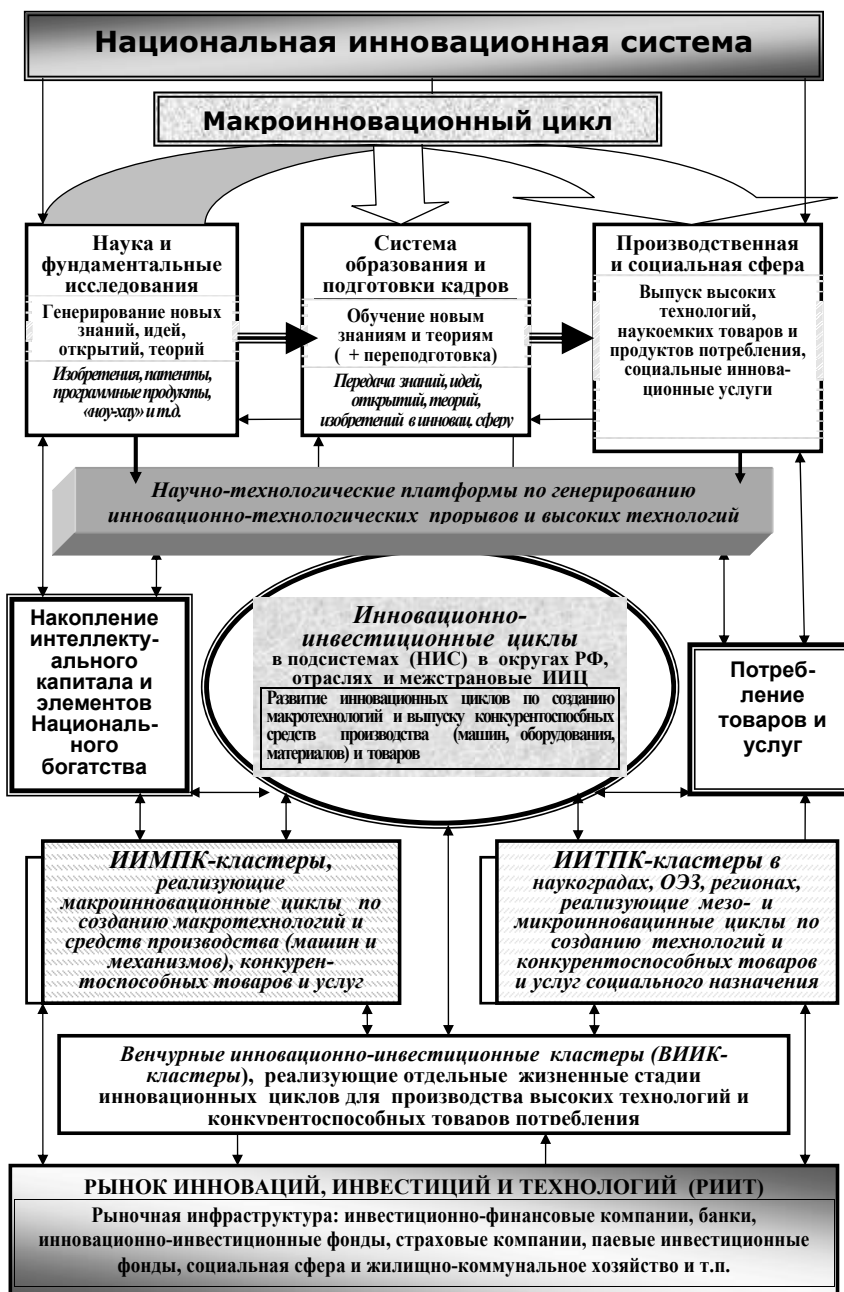 Национальная инновационная система
Макроинновационный цикл
Наука и
фундаментальные
исследования
Генерирование новых
знаний, идей,
открытий, теорий
Изобретения, патенты,
программные продукты,
«ноу-хау» и т.д.
Система
образования и
подготовки кадров
Обучение новым
знаниям и теориям
( + переподготовка)
Передача знаний, идей,
открытий, теорий,
изобретений в инновац. сферу
Производственная
и социальная сфера
Выпуск высоких
технологий,
наукоемких товаров и
продуктов потребления,
социальные иннова-
ционные услуги
Научно-технологические платформы по генерированию
инновационно-технологических прорывов и высоких технологий
Накопление
интеллекту-
ального
капитала и
элементов
Националь-
ного
богатства
Инновационно-
инвестиционные циклы
в подсистемах (НИС) в округах РФ,
отраслях и межстрановые ИИЦ
Развитие инновационных циклов по созданию
макротехнологий и выпуску конкурентоспособных
средств производства (машин, оборудования,
материалов) и товаров
Потреб-
ление
товаров и
услуг
ИИМПК-кластеры,
реализующие
макроинновационные циклы по
созданию макротехнологий и
средств производства (машин и
механизмов), конкурен-
тоспособных товаров и услуг
ИИТПК-кластеры в
наукоградах, ОЭЗ, регионах,
реализующие мезо- и
микроинновацинные циклы по
созданию технологий и
конкурентоспособных товаров
и услуг социального назначения
Венчурные инновационно-инвестиционные кластеры (ВИИК-
кластеры), реализующие отдельные жизненные стадии
инновационных циклов для производства высоких технологий и
конкурентоспособных товаров потребления
РЫНОК ИННОВАЦИЙ, ИНВЕСТИЦИЙ И ТЕХНОЛОГИЙ (РИИТ)
Рыночная инфраструктура: инвестиционно-финансовые компании, банки,
инновационно-инвестиционные фонды, страховые компании, паевые инвестиционные
фонды, социальная сфера и жилищно-коммунальное хозяйство и т.п.